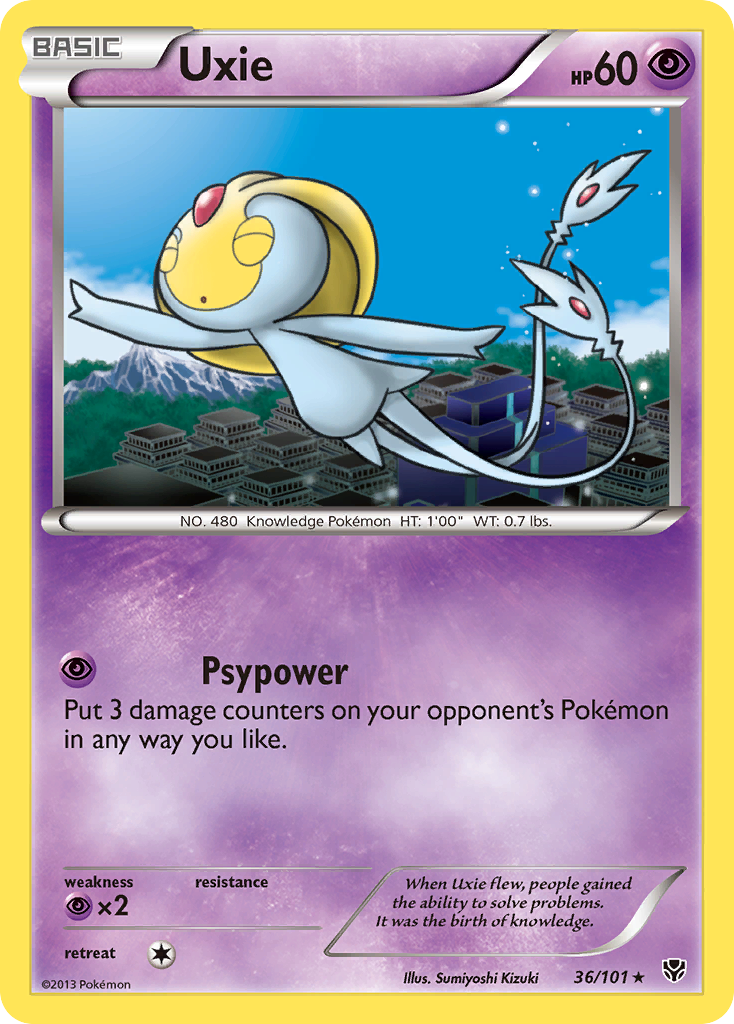 BASIC
Uxie
HP60
NO. 480 Knowledge Pokémon HT: 1'00" WT: 0.7 lbs.
Psypower
Put 3 damage counters on your opponent's Pokémon
in any way you like.
weakness
resistance
×2
retreat
When Uxie flew, people gained
the ability to solve problems.
It was the birth of knowledge.
©2013 Pokémon
Illus. Sumiyoshi Kizuki
36/101 ★